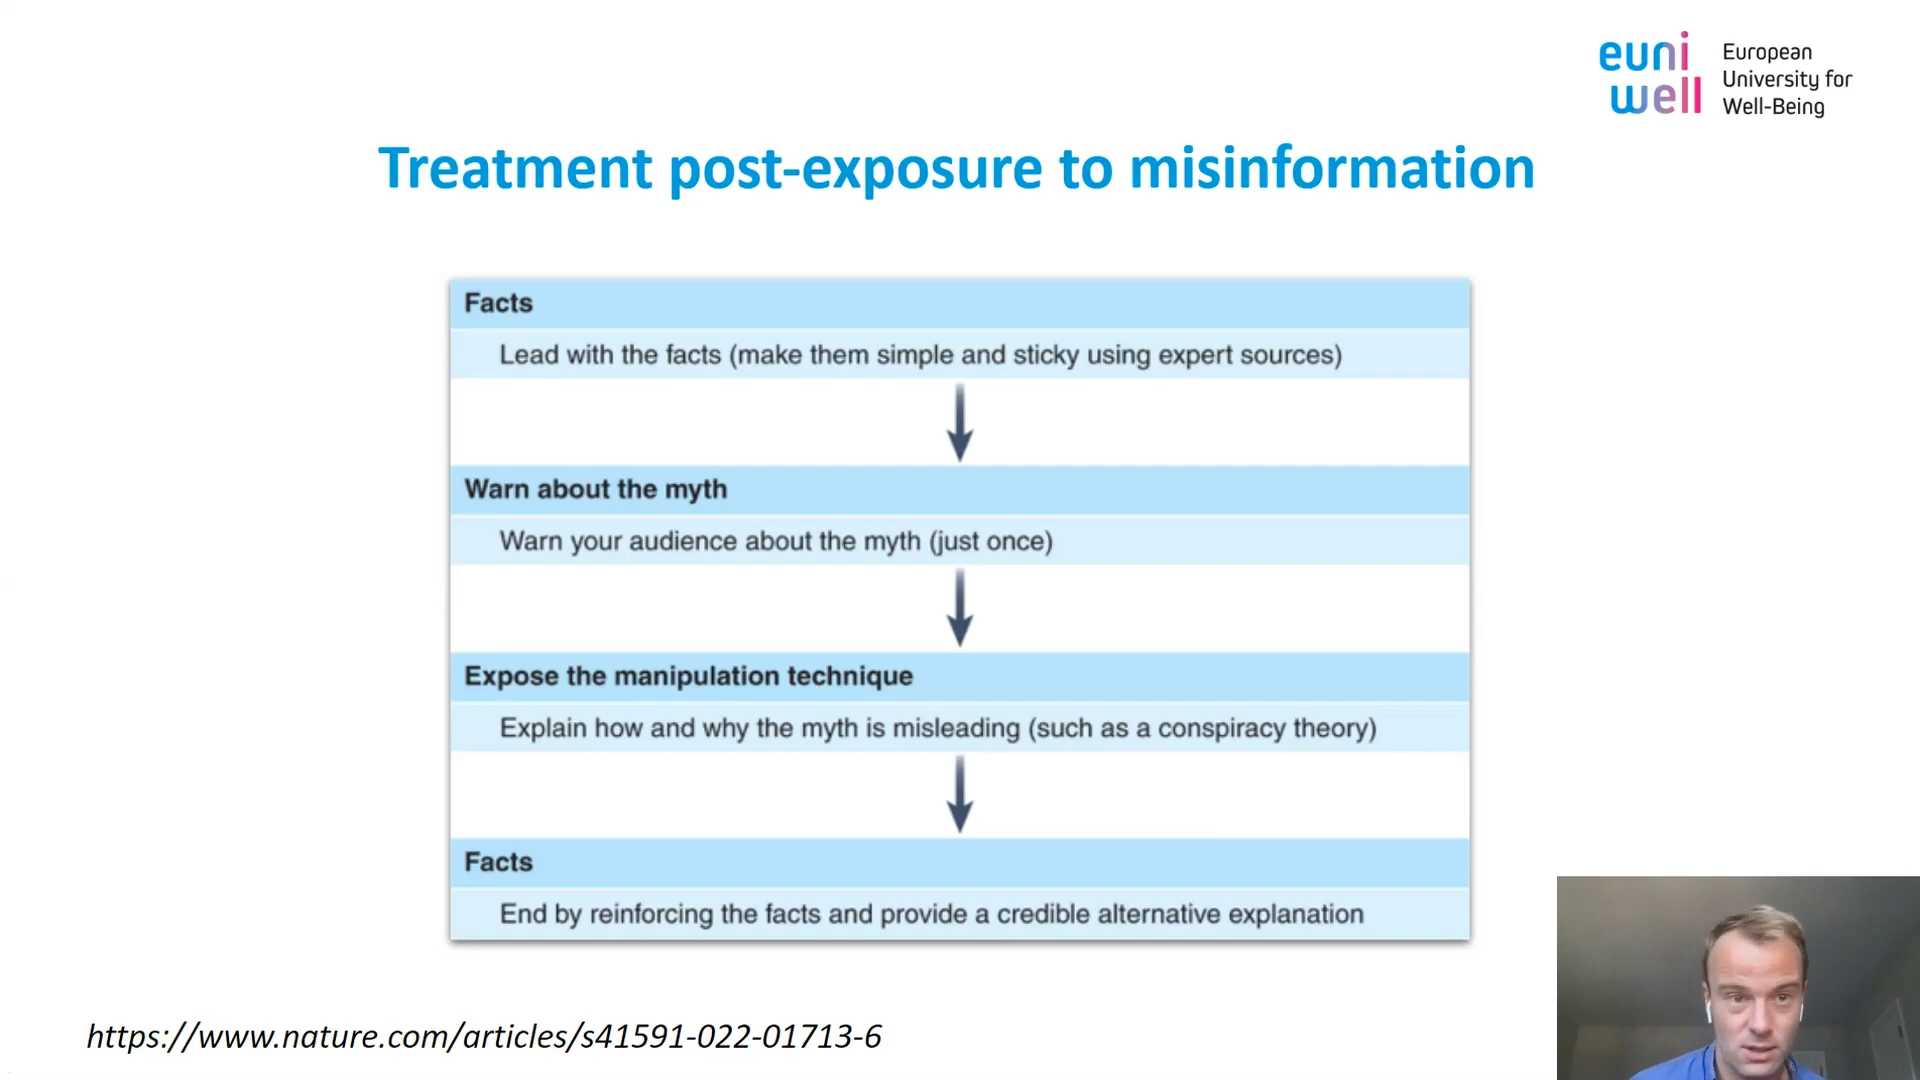 euni
well
European
University for
Well-Being
Treatment post-exposure to misinformation
Facts
Lead with the facts (make them simple and sticky using expert sources)
Warn about the myth
Warn your audience about the myth (just once)
Expose the manipulation technique
Explain how and why the myth is misleading (such as a conspiracy theory)
Facts
End by reinforcing the facts and provide a credible alternative explanation
https://www.nature.com/articles/s41591-022-01713-6